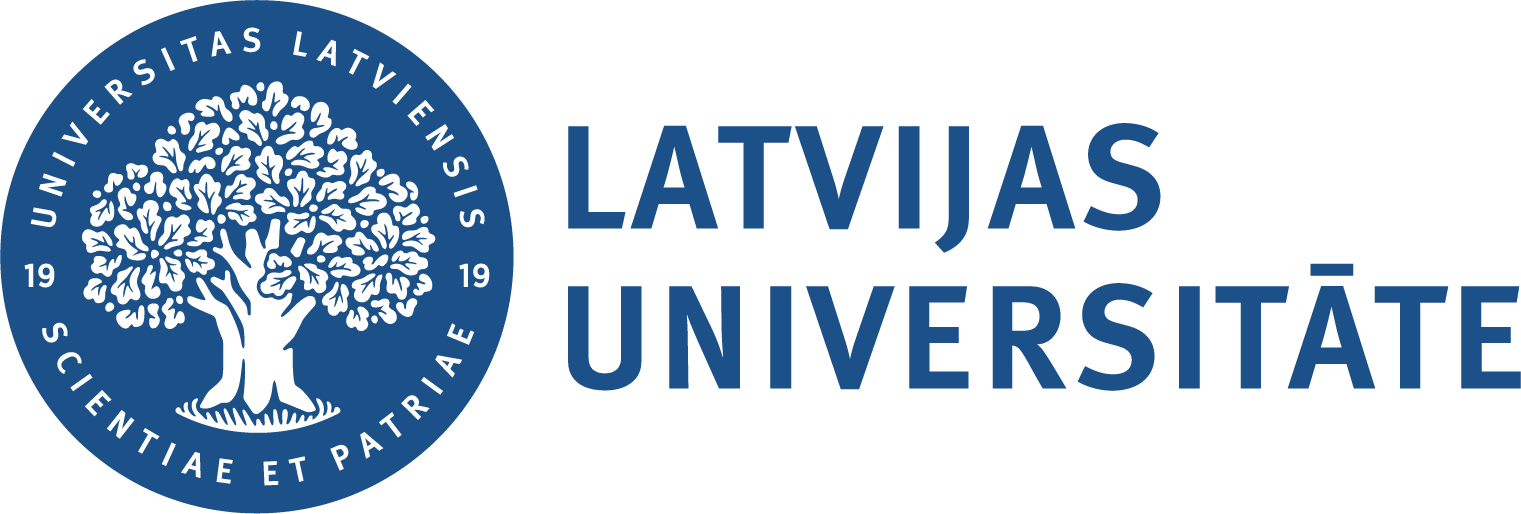 UNIVERSITAS LATVIENSIS
19 19
SCIENTIAE ET PATRIAE
LATVIJAS
UNIVERSITĀTE